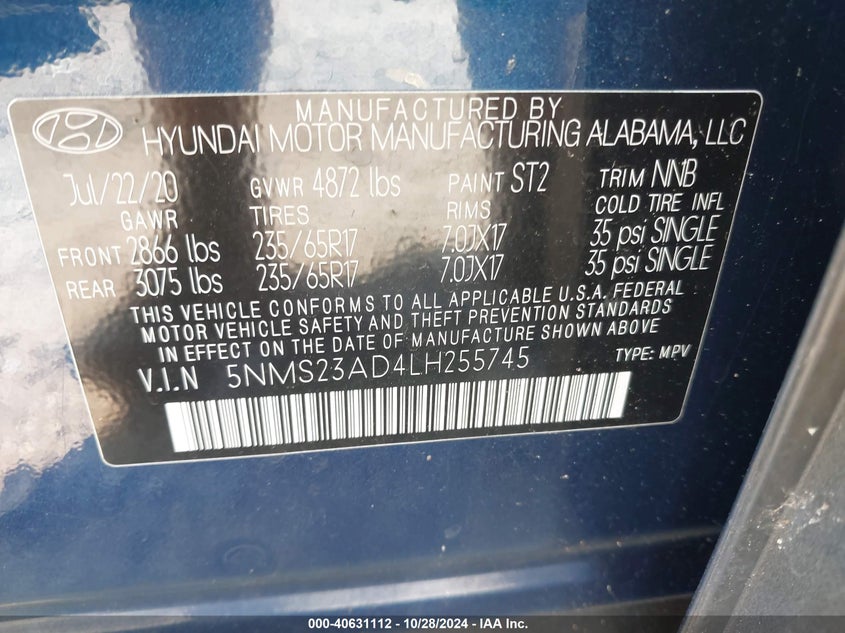 MANUFACTURED BY
HYUNDAI MOTOR MANUFACTURING ALABAMA, LLC
Jul/22/20 GVWR 4872 lbs PAINT ST2 TRIM NNB
GAWR TIRES RIMS COLD TIRE INFL
FRONT 2866 lbs 235/65R17 7.0JX17 35 psi SINGLE
REAR 3075 lbs 235/65R17 7.0JX17 35 psi SINGLE
THIS VEHICLE CONFORMS TO ALL APPLICABLE U.S.A. FEDERAL
MOTOR VEHICLE SAFETY AND THEFT PREVENTION STANDARDS
IN EFFECT ON THE DATE OF MANUFACTURE SHOWN ABOVE
V.I.N 5NMS23AD4LH255745 TYPE: MPV
000-40631112 - 10/28/2024 - IAA Inc.